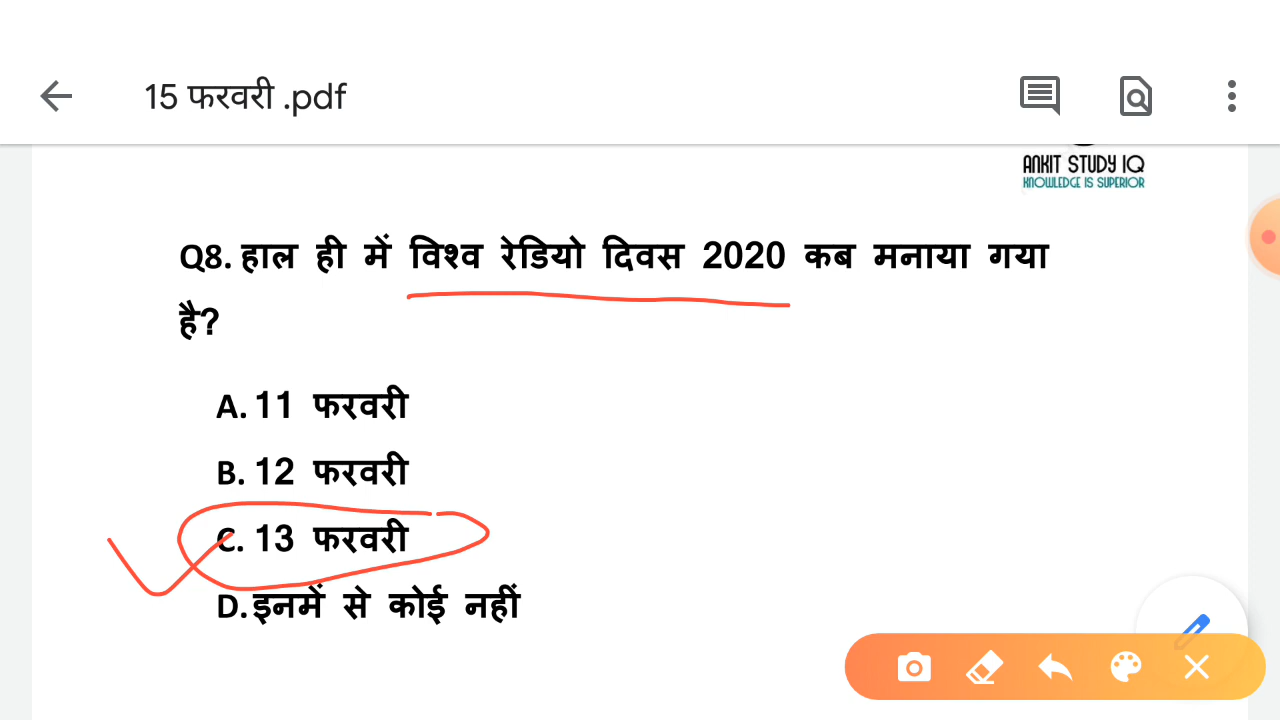 15 फरवरी .pdf
ANKIT STUDY IQ
KNOWLEDGE IS SUPERIOR
Q8. हाल ही में विश्व रेडियो दिवस 2020 कब मनाया गया
है?
A. 11 फरवरी
B. 12 फरवरी
C. 13 फरवरी
D. इनमें से कोई नहीं